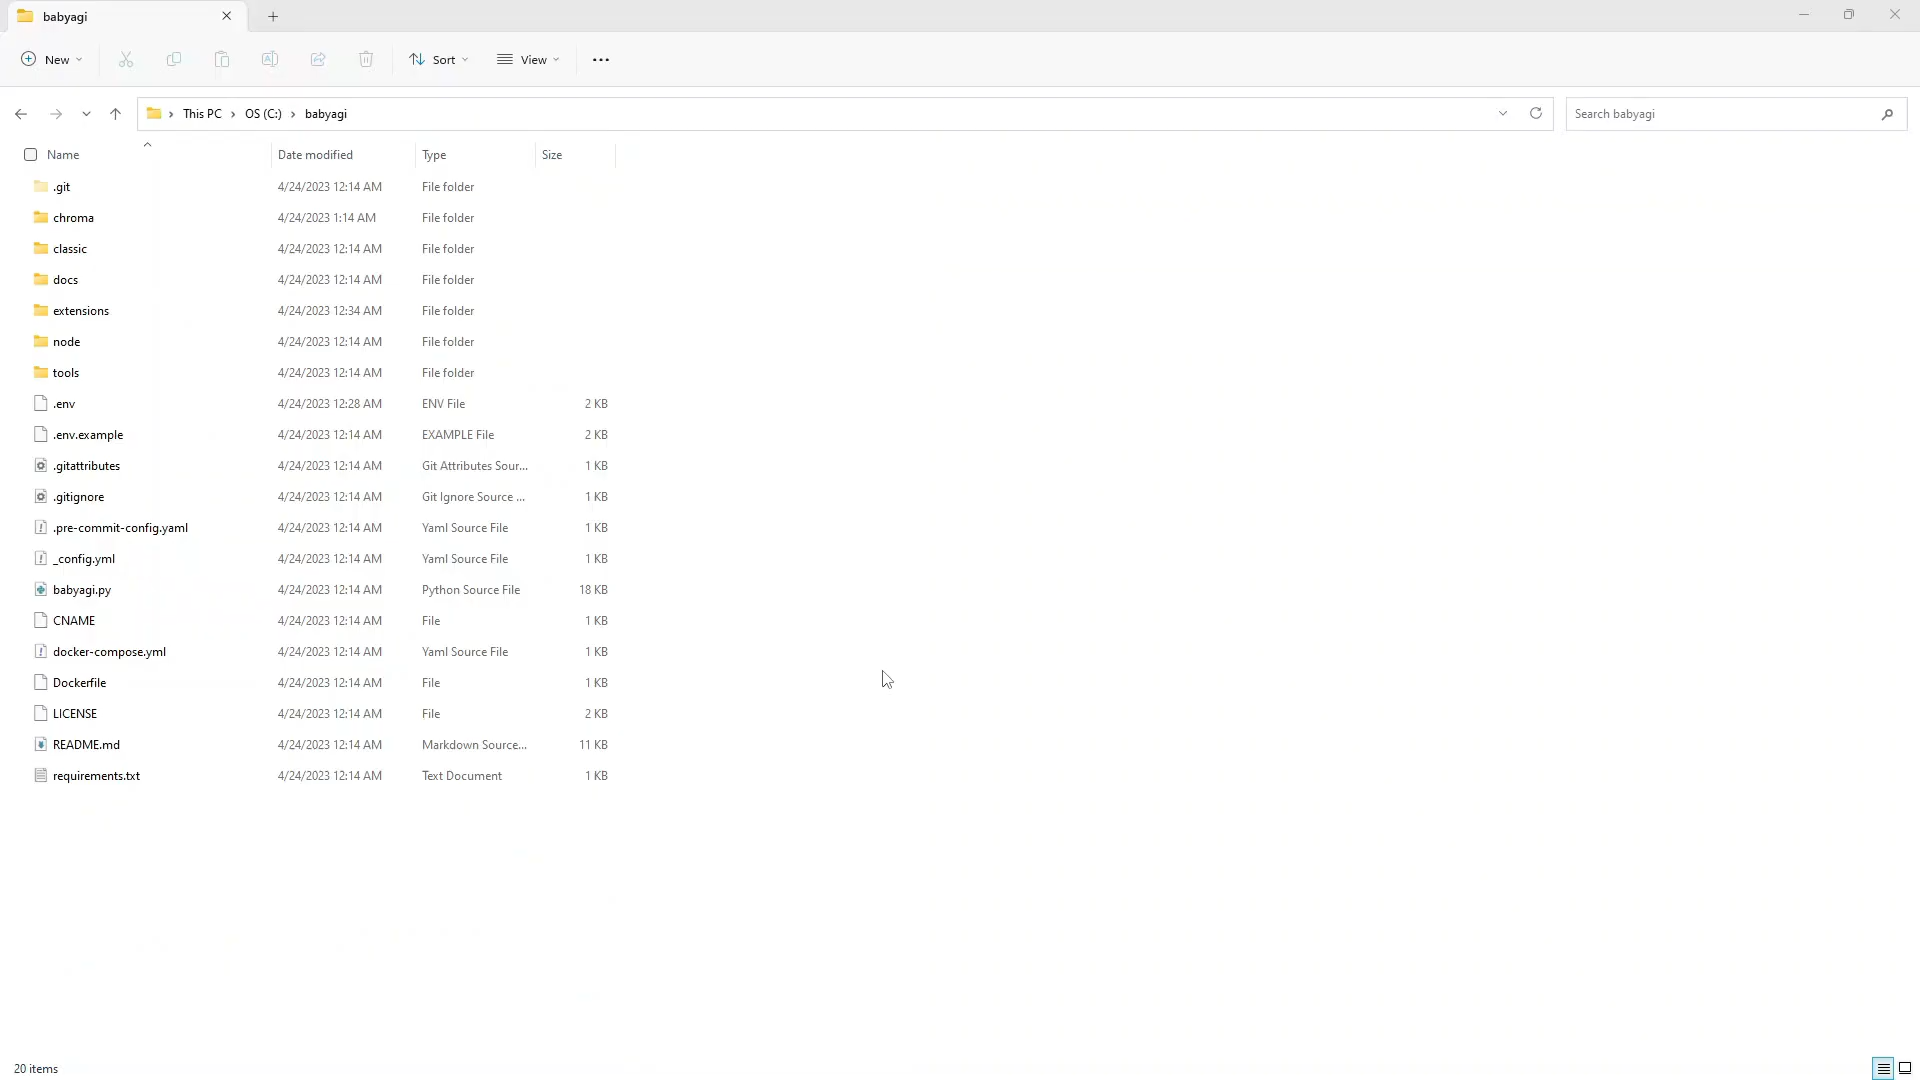 babyagi
New
Sort
View
This PC
OS (C:)
babyagi
Search babyagi
Name Date modified Type Size
.git 4/24/2023 12:14 AM File folder
chroma 4/24/2023 1:14 AM File folder
classic 4/24/2023 12:14 AM File folder
docs 4/24/2023 12:14 AM File folder
extensions 4/24/2023 12:34 AM File folder
node 4/24/2023 12:14 AM File folder
tools 4/24/2023 12:14 AM File folder
.env 4/24/2023 12:28 AM ENV File 2 KB
.env.example 4/24/2023 12:14 AM EXAMPLE File 2 KB
.gitattributes 4/24/2023 12:14 AM Git Attributes Sour... 1 KB
.gitignore 4/24/2023 12:14 AM Git Ignore Source ... 1 KB
.pre-commit-config.yaml 4/24/2023 12:14 AM Yaml Source File 1 KB
_config.yml 4/24/2023 12:14 AM Yaml Source File 1 KB
babyagi.py 4/24/2023 12:14 AM Python Source File 18 KB
CNAME 4/24/2023 12:14 AM File 1 KB
docker-compose.yml 4/24/2023 12:14 AM Yaml Source File 1 KB
Dockerfile 4/24/2023 12:14 AM File 1 KB
LICENSE 4/24/2023 12:14 AM File 2 KB
README.md 4/24/2023 12:14 AM Markdown Source... 11 KB
requirements.txt 4/24/2023 12:14 AM Text Document 1 KB
20 items